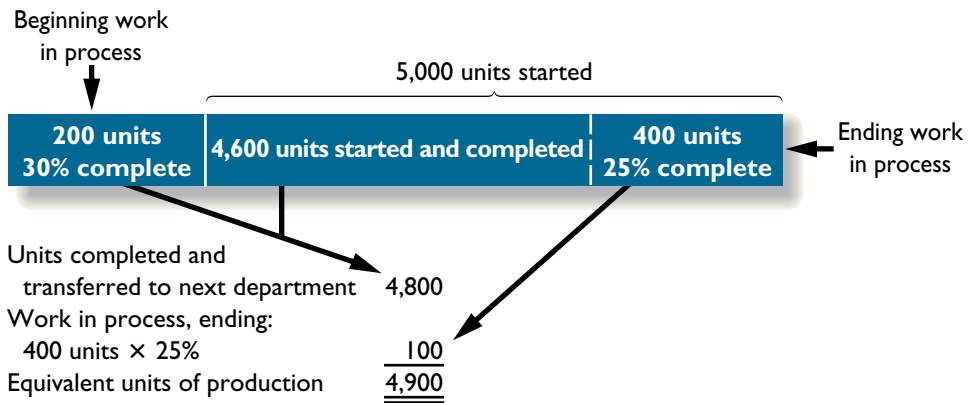 Beginning work
in process
5,000 units started
200 units
30% complete
4,600 units started and completed
400 units
25% complete
Ending work
in process
Units completed and
transferred to next department 4,800
Work in process, ending:
400 units × 25% 100
Equivalent units of production 4,900